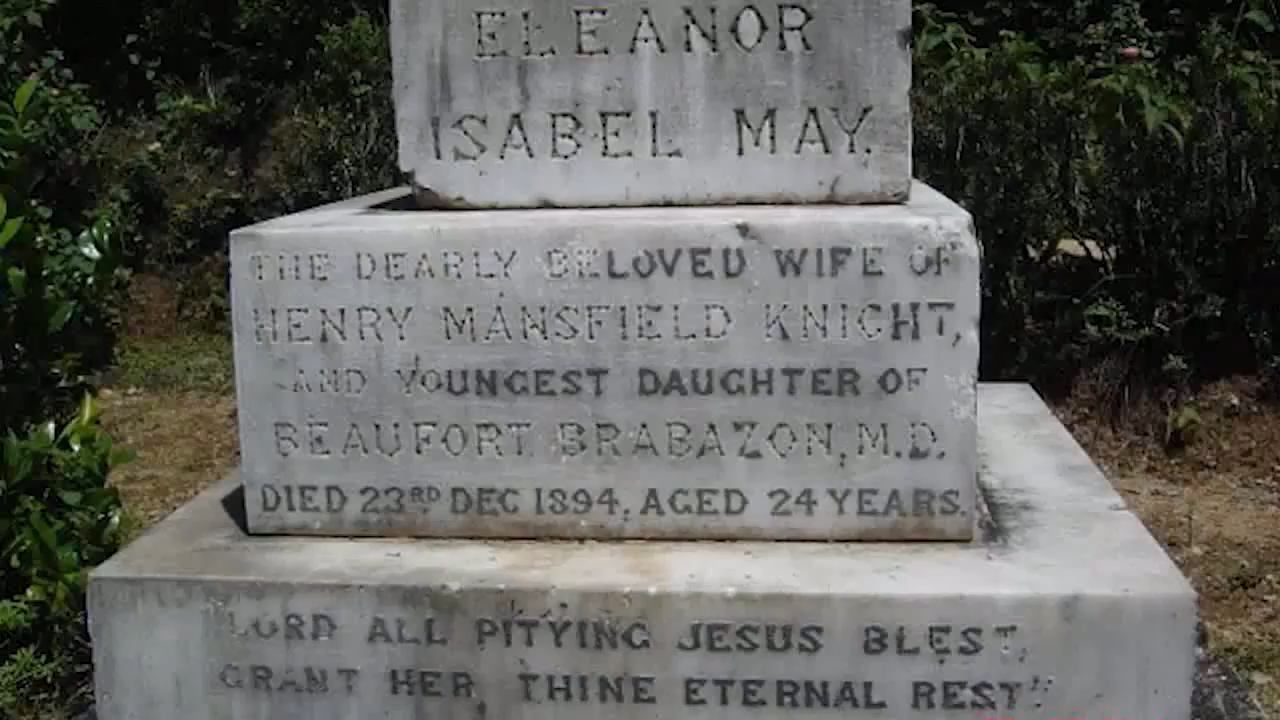 ELEANOR
ISABEL MAY.
THE DEARLY BELOVED WIFE OF
HENRY MANSFIELD KNIGHT,
AND YOUNGEST DAUGHTER OF
BEAUFORT BRABAZON, M.D.
DIED 23RD DEC 1894. AGED 24 YEARS.
LORD ALL PITYING JESUS BLEST,
GRANT HER, THINE ETERNAL REST"